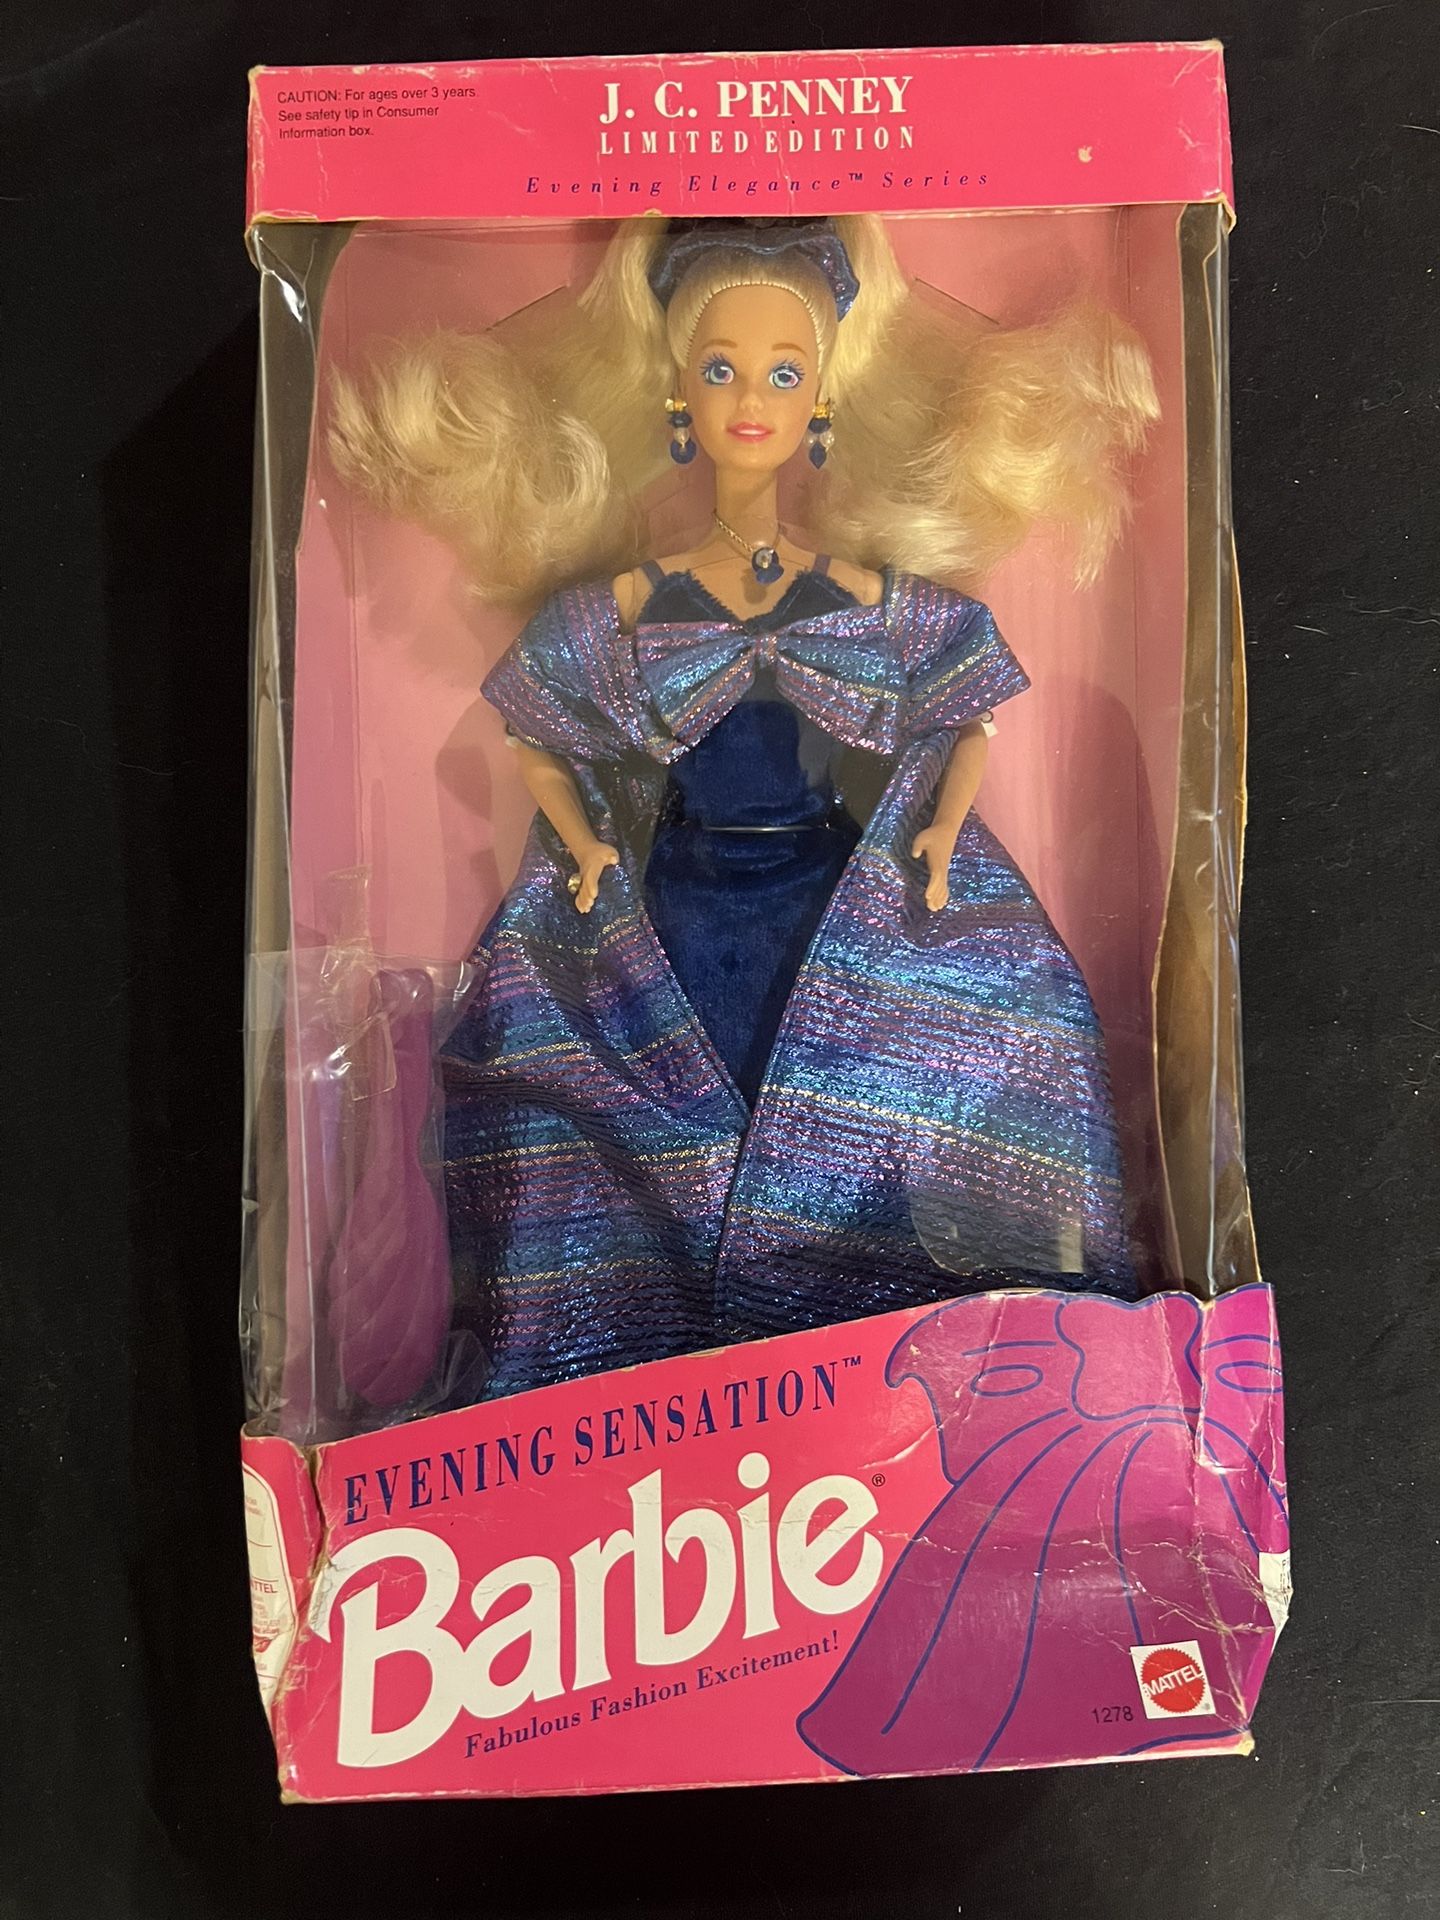 CAUTION: For ages over 3 years.
See safety tip in Consumer
Information box.
J. C. PENNEY
LIMITED EDITION
Evening Elegance™ Series
EVENING SENSATION™
Barbie®
Fabulous Fashion Excitement!
1278
MATTEL
®